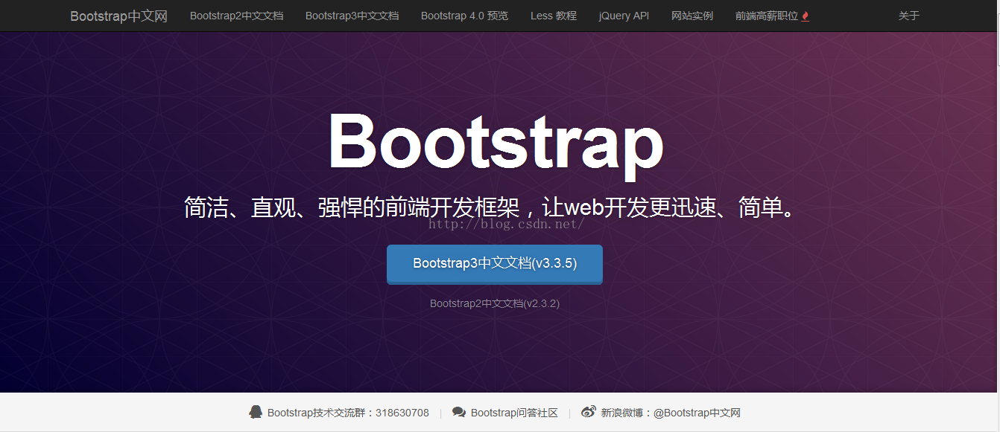 Bootstrap中文网 Bootstrap2中文文档 Bootstrap3中文文档 Bootstrap 4.0 预览 Less 教程 jQuery API 网站实例 前端高薪职位 关于
Bootstrap
简洁、直观、强悍的前端开发框架，让web开发更迅速、简单。
http://blog.csdn.net/
Bootstrap3中文文档(v3.3.5)
Bootstrap2中文文档(v2.3.2)
Bootstrap技术交流群：318630708 | Bootstrap问答社区 | 新浪微博：@Bootstrap中文网